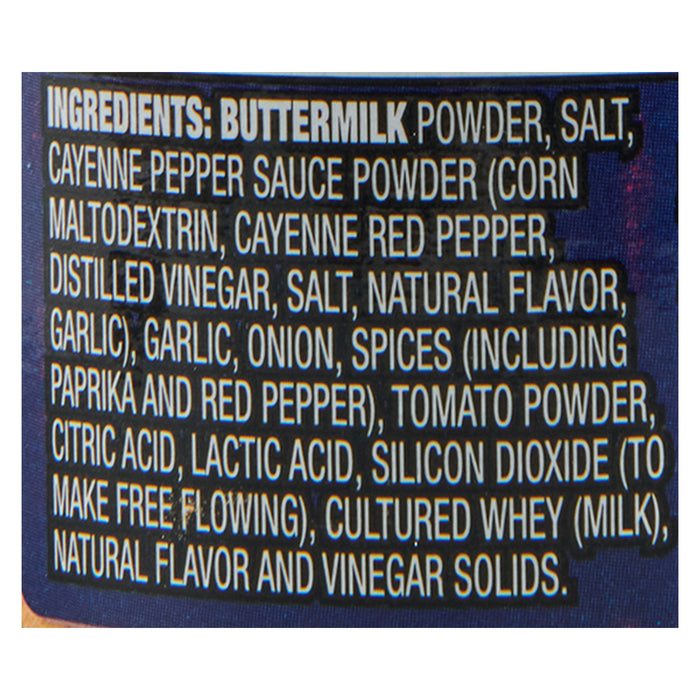 INGREDIENTS: BUTTERMILK POWDER, SALT,
CAYENNE PEPPER SAUCE POWDER (CORN
MALTODEXTRIN, CAYENNE RED PEPPER,
DISTILLED VINEGAR, SALT, NATURAL FLAVOR,
GARLIC), GARLIC, ONION, SPICES (INCLUDING
PAPRIKA AND RED PEPPER), TOMATO POWDER,
CITRIC ACID, LACTIC ACID, SILICON DIOXIDE (TO
MAKE FREE FLOWING), CULTURED WHEY (MILK),
NATURAL FLAVOR AND VINEGAR SOLIDS.